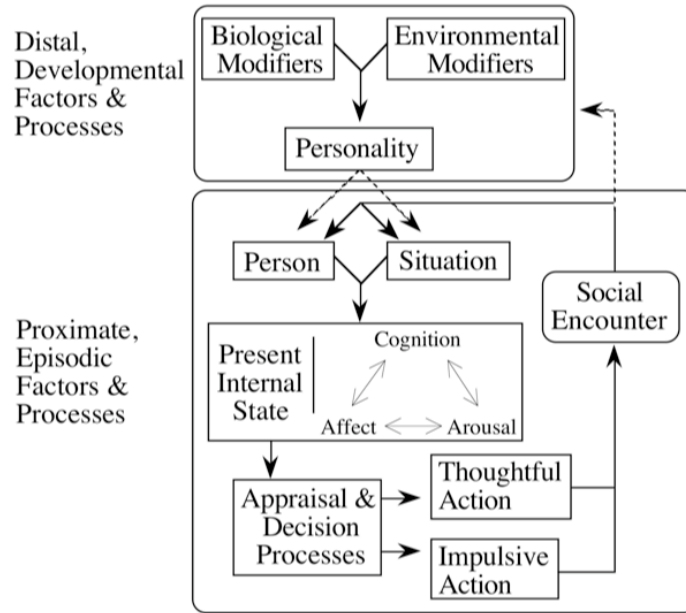 Distal,
Developmental
Factors &
Processes
Biological
Modifiers
Environmental
Modifiers
Personality
Proximate,
Episodic
Factors &
Processes
Person
Situation
Social
Encounter
Present
Internal
State
Cognition
Affect
Arousal
Appraisal &
Decision
Processes
Thoughtful
Action
Impulsive
Action